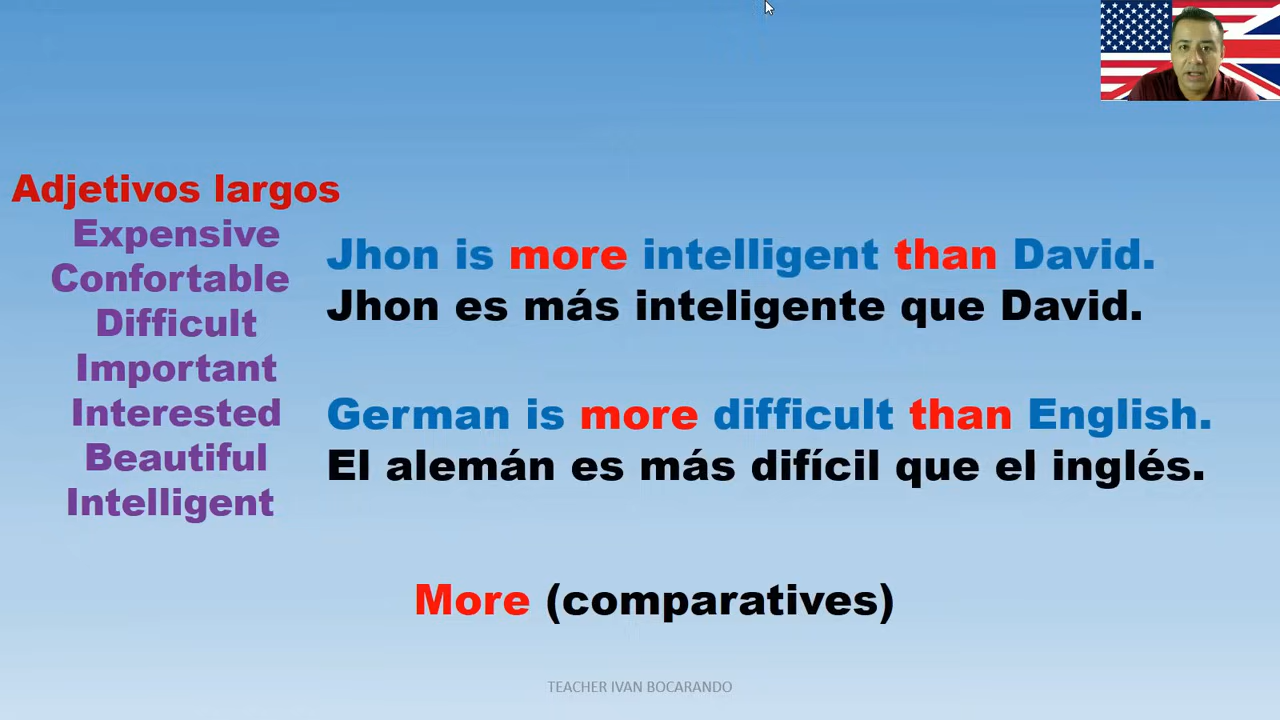 Adjetivos largos
Expensive
Confortable
Difficult
Important
Interested
Beautiful
Intelligent
Jhon is more intelligent than David.
Jhon es más inteligente que David.
German is more difficult than English.
El alemán es más difícil que el inglés.
More (comparatives)
TEACHER IVAN BOCARANDO